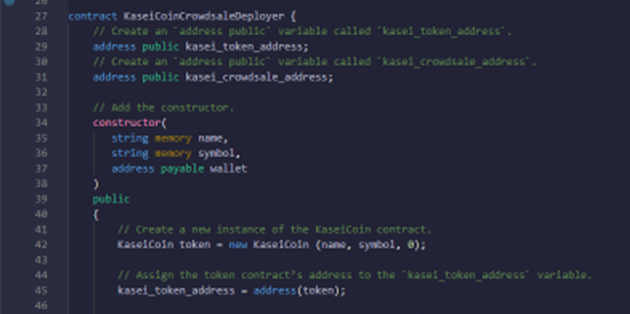 27 contract KaseiCoinCrowdsaleDeployer {
28 // Create an `address public` variable called `kasei_token_address`.
29 address public kasei_token_address;
30 // Create an `address public` variable called `kasei_crowdsale_address`.
31 address public kasei_crowdsale_address;
32
33 // Add the constructor.
34 constructor(
35 string memory name,
36 string memory symbol,
37 address payable wallet
38 )
39 public
40 {
41 // Create a new instance of the KaseiCoin contract.
42 KaseiCoin token = new KaseiCoin (name, symbol, 0);
43
44 // Assign the token contract's address to the `kasei_token_address` variable.
45 kasei_token_address = address(token);
46